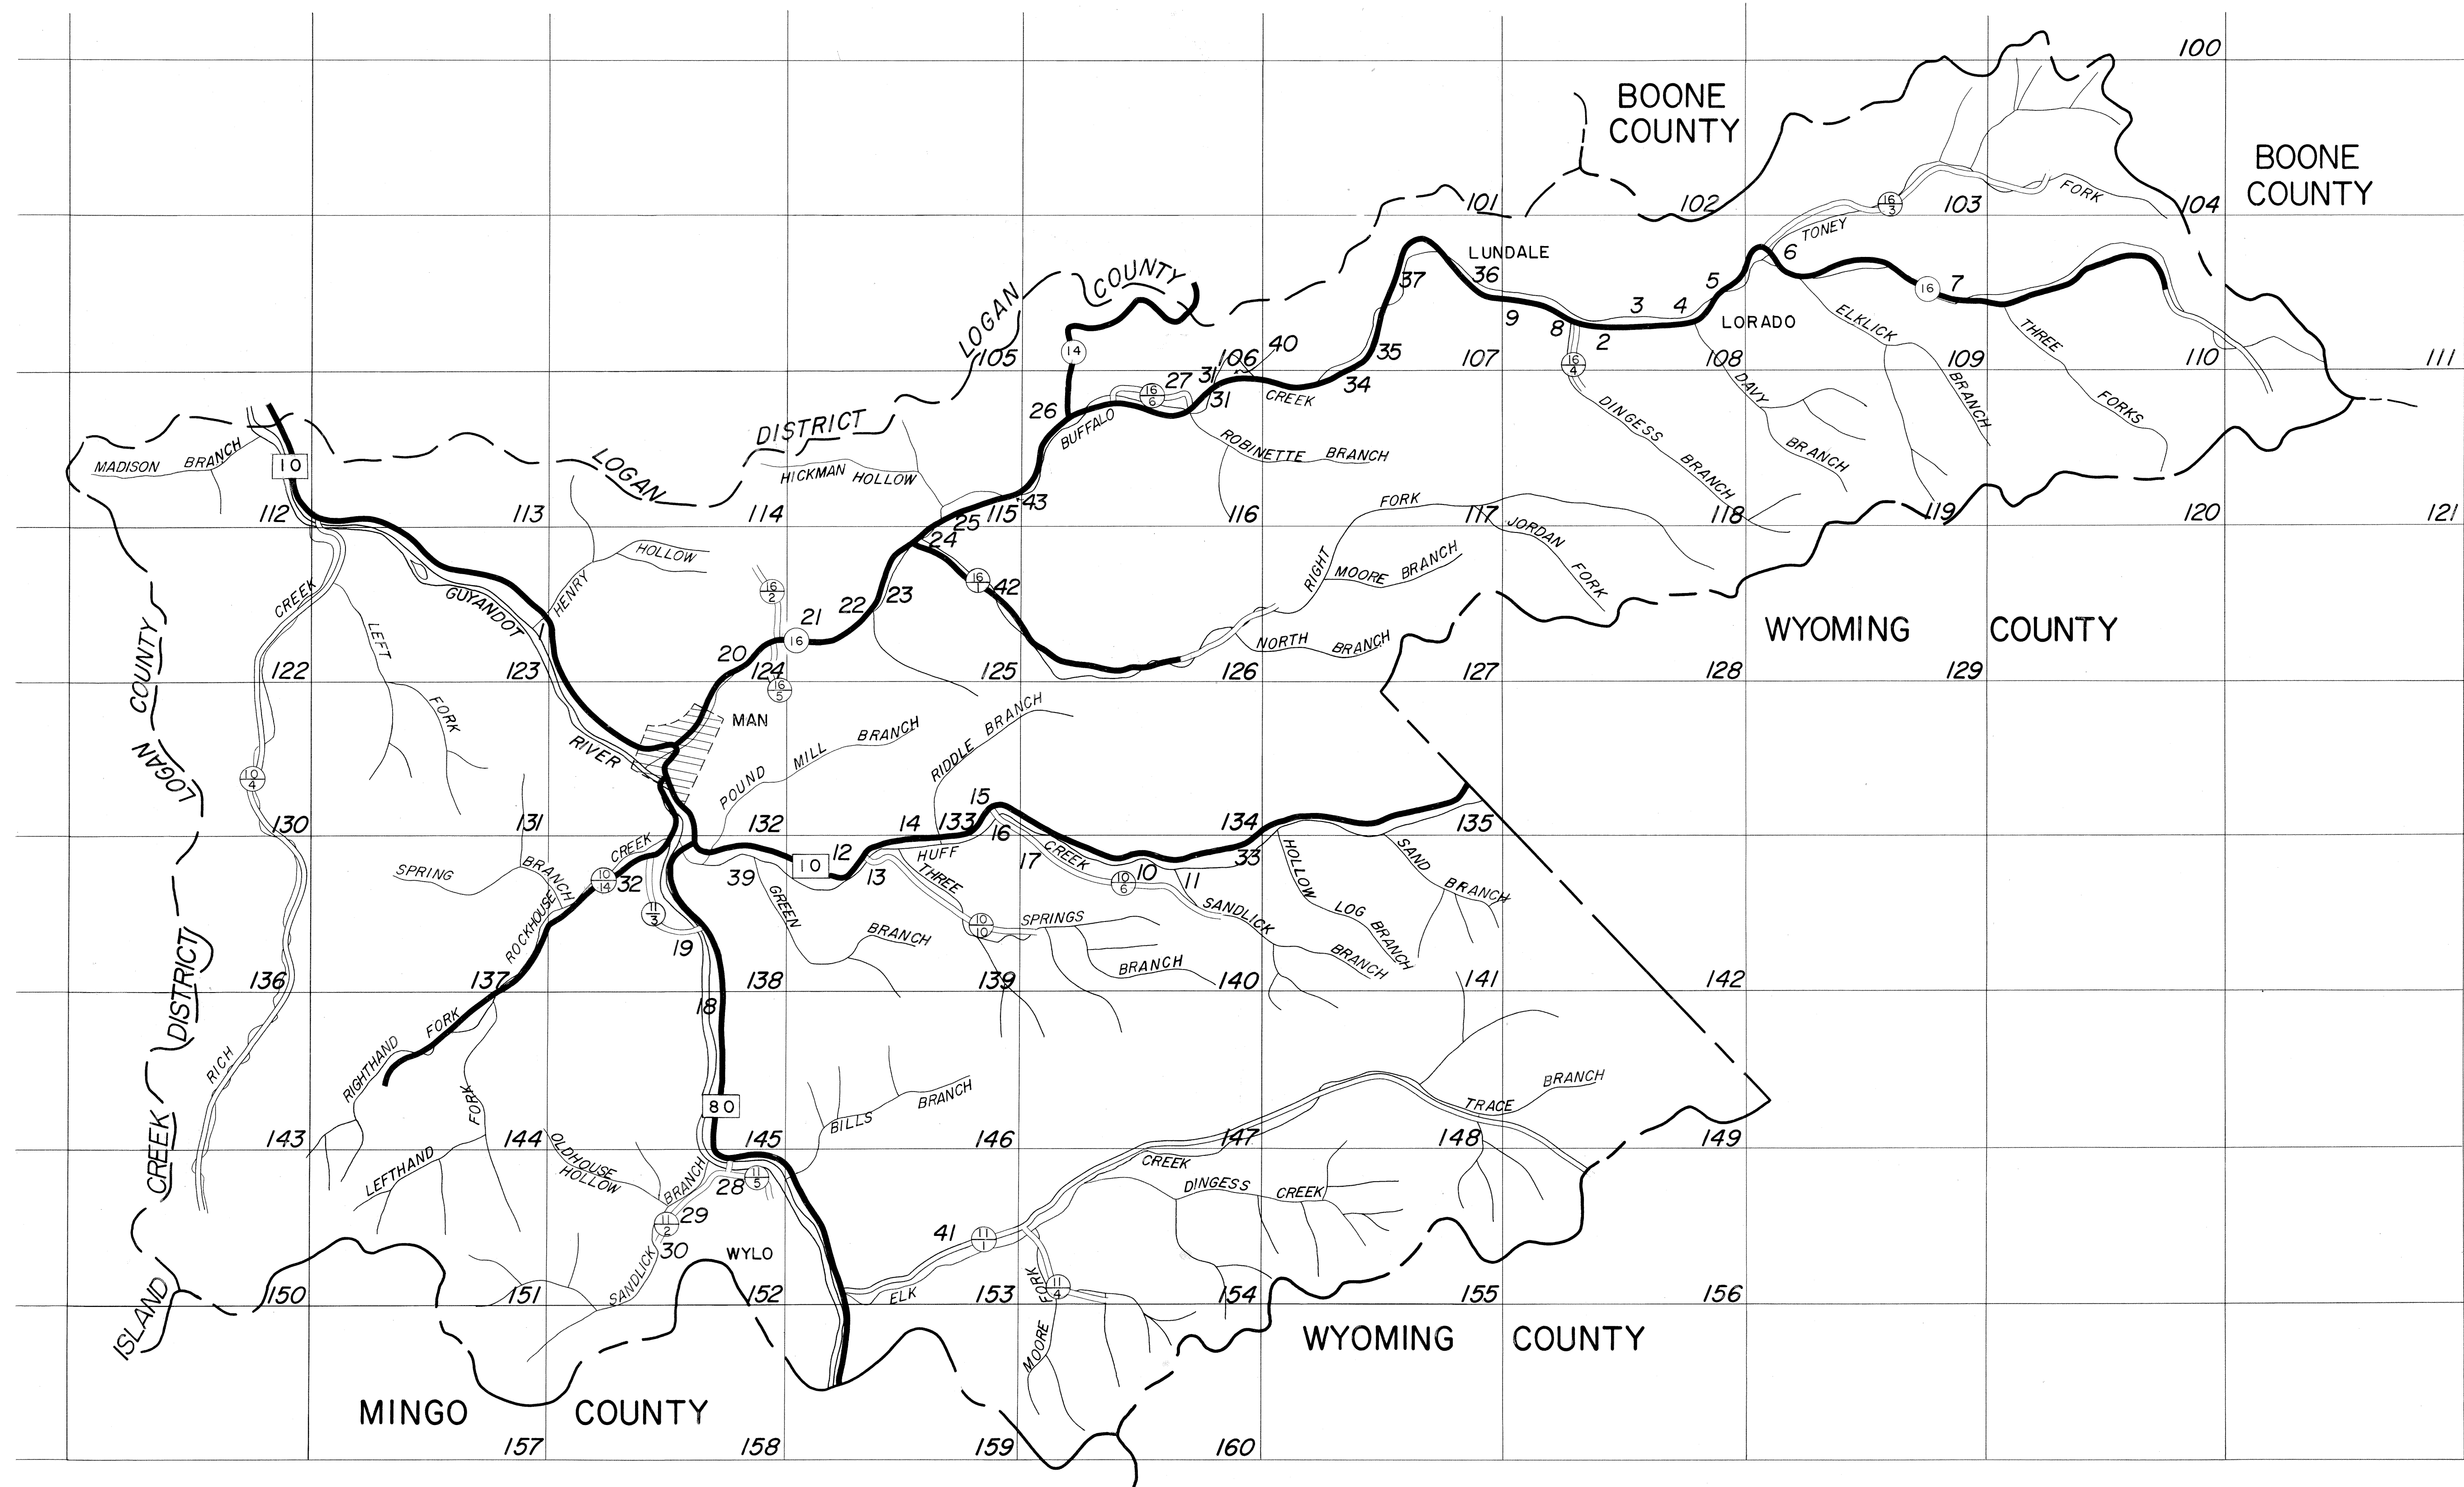 100
BOONE
COUNTY
BOONE
COUNTY
101
102
16
3
103
FORK
104
TONEY
LUNDALE
6
COUNTY
37
36
5
16
7
LOGAN
9
8
3
4
2
LORADO
ELKLICK
THREE
105
14
106
40
35
107
16
4
108
109
110
111
16
6
27
31
34
31
CREEK
DAVY
BRANCH
26
BUFFALO
DINGESS
FORKS
DISTRICT
ROBINETTE BRANCH
BRANCH
MADISON BRANCH
10
LOGAN
HICKMAN HOLLOW
BRANCH
112
113
114
115
43
116
FORK
117
118
119
120
121
25
24
JORDAN
FORK
HOLLOW
RIGHT
MOORE BRANCH
CREEK
GUYANDOT
HENRY
16
2
16
1
42
22
23
21
1
16
LEFT
20
NORTH BRANCH
WYOMING COUNTY
COUNTY
122
123
124
125
126
127
128
129
16
5
FORK
MAN
RIVER
BRANCH
RIDDLE BRANCH
POUND MILL
LOGAN
LOGAN
10
4
15
130
131
132
14
133
16
134
135
CREEK
10
12
HUFF
17
CREEK
33
SPRING
BRANCH
10
14
32
39
13
THREE
10
6
10
11
HOLLOW
SAND
BRANCH
ROCKHOUSE
11
3
GREEN
10
10
SPRINGS
SANDLICK
LOG
BRANCH
19
BRANCH
BRANCH
BRANCH
DISTRICT
136
137
138
139
140
141
142
18
FORK
RICH
RIGHTHAND
FORK
80
BILLS BRANCH
TRACE BRANCH
143
144
145
146
147
148
149
CREEK
LEFTHAND
OLDHOUSE
HOLLOW
BRANCH
28
11
5
CREEK
DINGESS CREEK
11
2
29
30
WYLO
41
11
1
ISLAND
SANDLICK
ELK
FORK
11
4
150
151
152
153
154
155
156
MOORE
WYOMING COUNTY
MINGO COUNTY
157
158
159
160